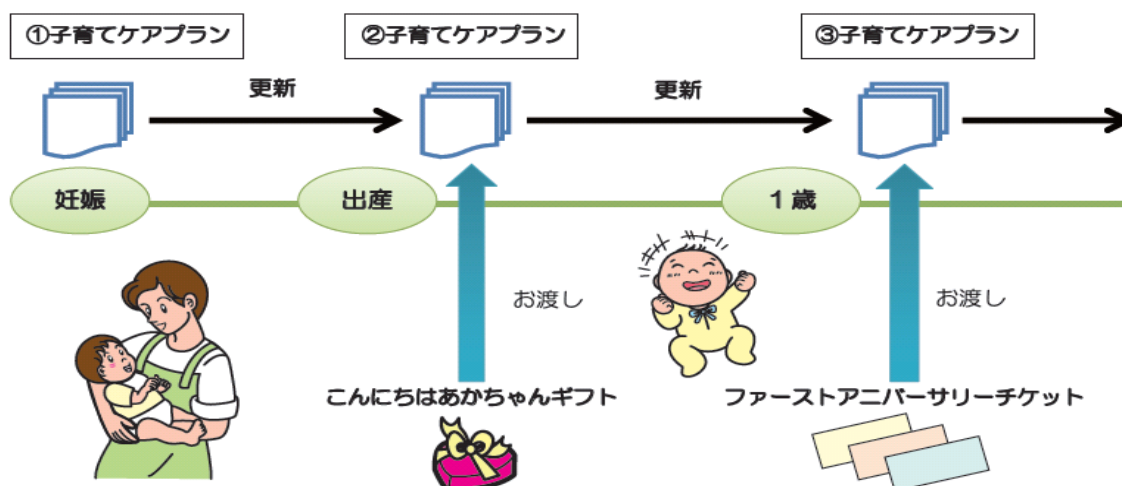 ①子育てケアプラン
②子育てケアプラン
③子育てケアプラン
更新
更新
妊娠
出産
1歳
お渡し
お渡し
こんにちはあかちゃんギフト
ファーストアニバーサリーチケット